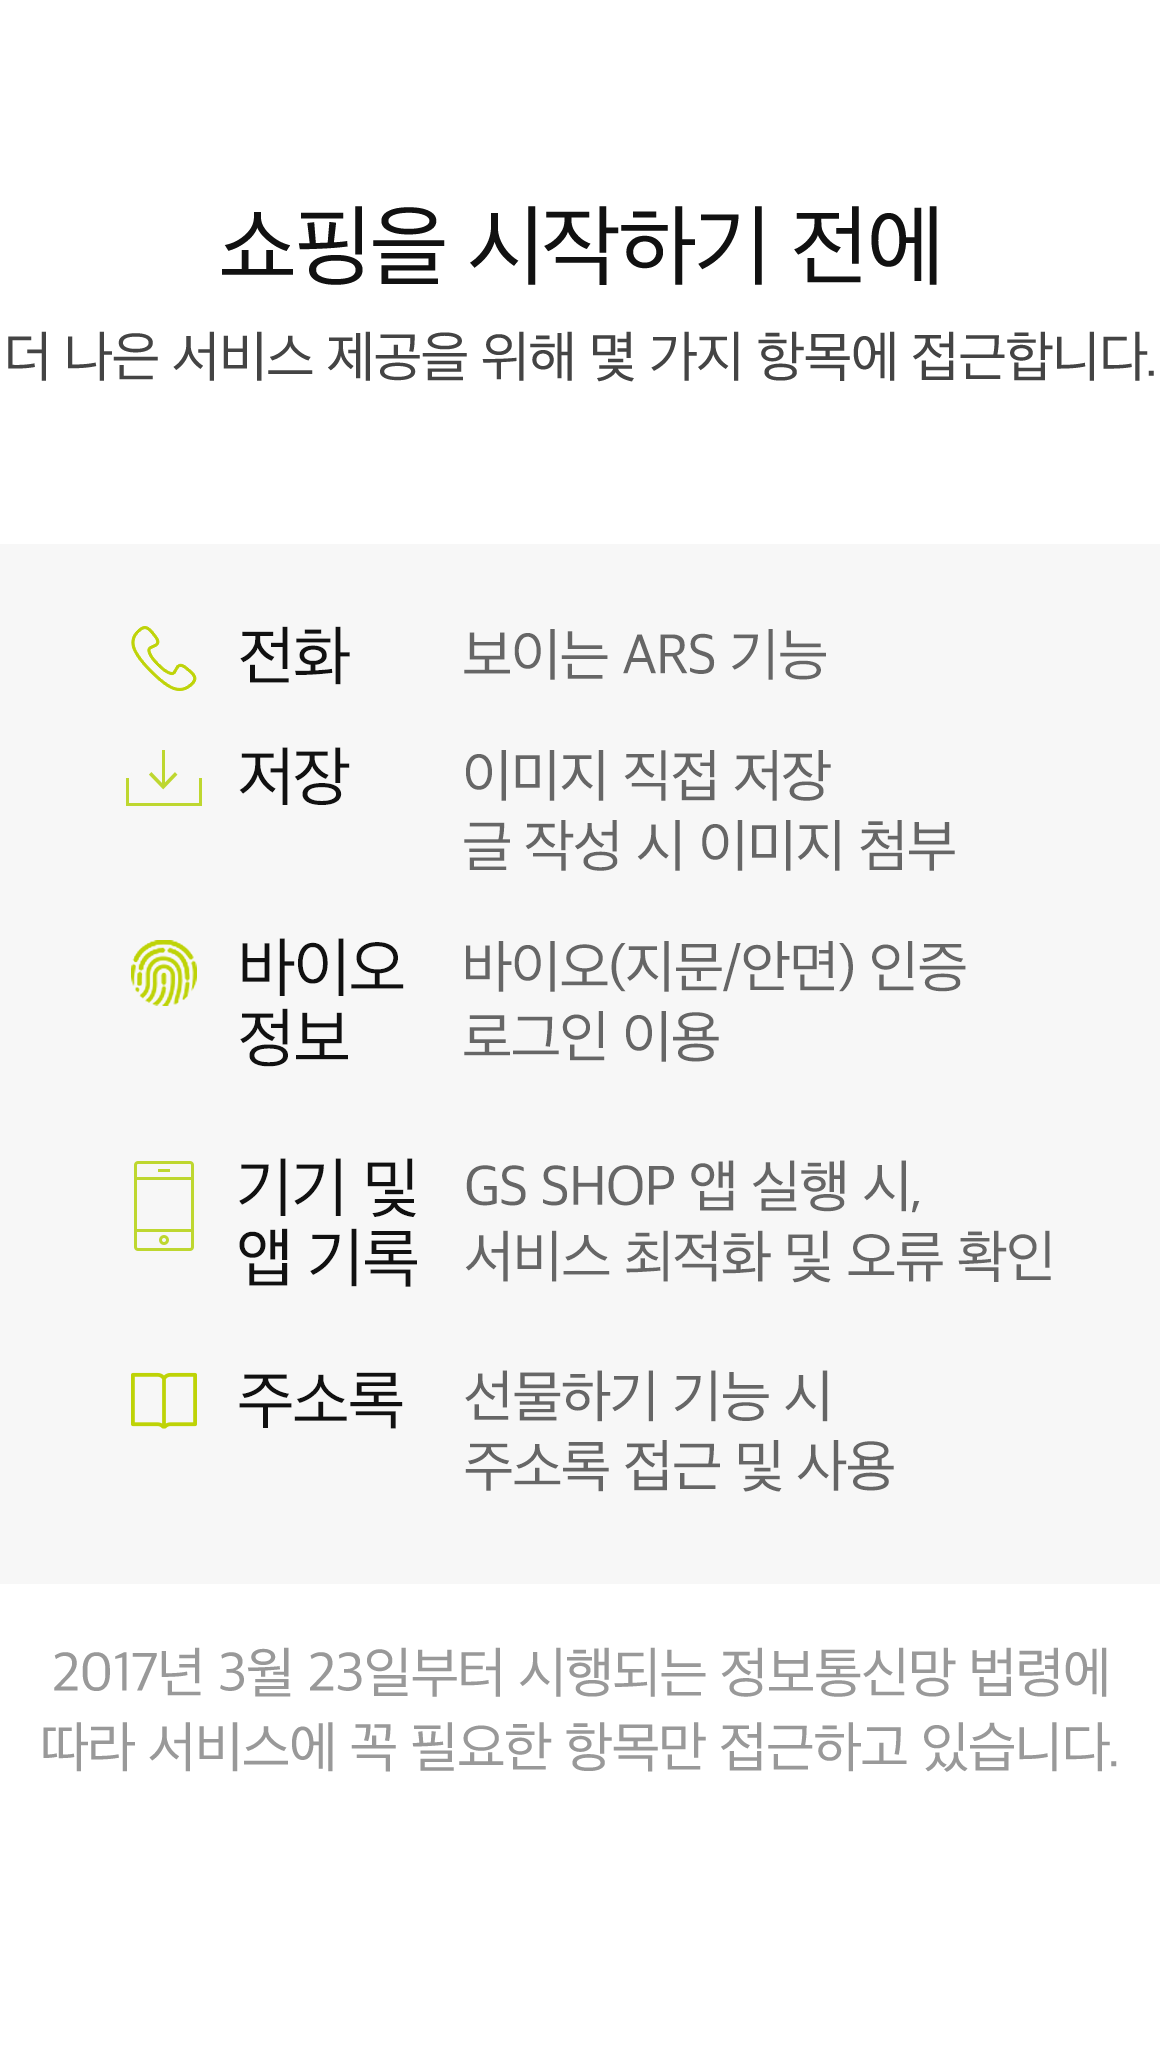 쇼핑을 시작하기 전에
더 나은 서비스 제공을 위해 몇 가지 항목에 접근합니다.
전화 보이는 ARS 기능
저장 이미지 직접 저장
글 작성 시 이미지 첨부
바이오 바이오(지문/안면) 인증
정보 로그인 이용
기기 및 GS SHOP 앱 실행 시,
앱 기록 서비스 최적화 및 오류 확인
주소록 선물하기 기능 시
주소록 접근 및 사용
2017년 3월 23일부터 시행되는 정보통신망 법령에
따라 서비스에 꼭 필요한 항목만 접근하고 있습니다.